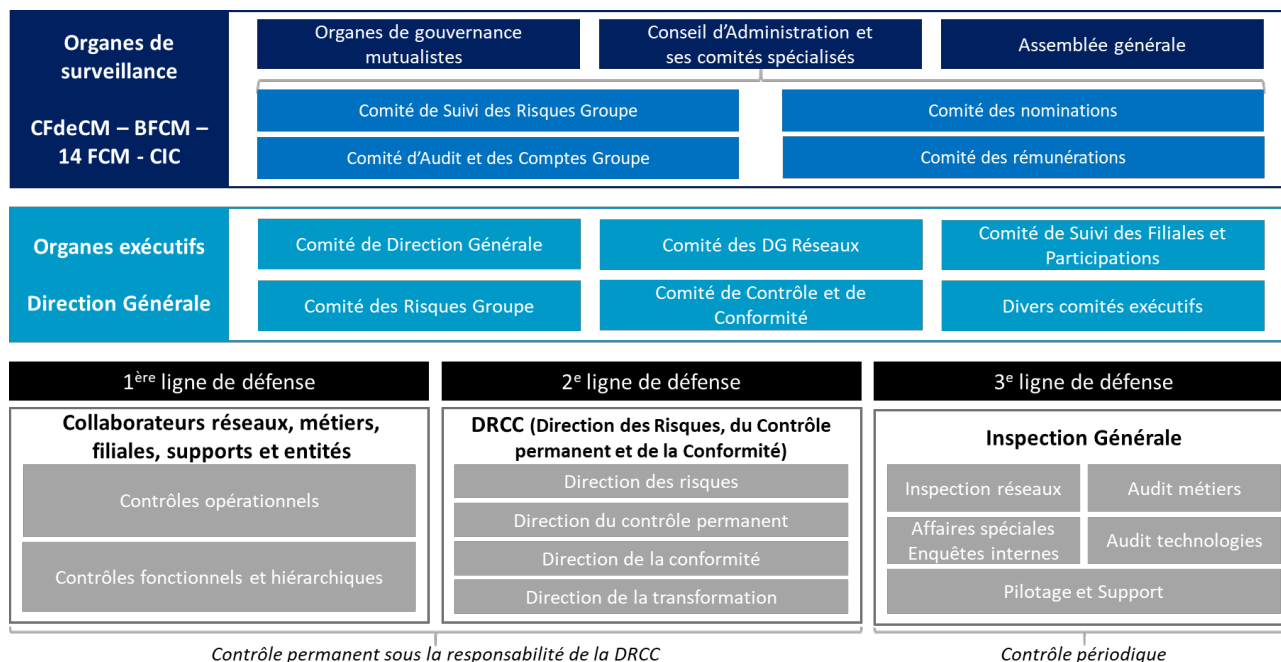 Organes de
surveillance
CFdeCM – BFCM –
14 FCM - CIC
Organes de gouvernance
mutualistes
Conseil d'Administration et
ses comités spécialisés
Assemblée générale
Comité de Suivi des Risques Groupe
Comité des nominations
Comité d'Audit et des Comptes Groupe
Comité des rémunérations
Organes exécutifs
Direction Générale
Comité de Direction Générale
Comité des DG Réseaux
Comité de Suivi des Filiales et
Participations
Comité des Risques Groupe
Comité de Contrôle et de
Conformité
Divers comités exécutifs
1ère ligne de défense
2e ligne de défense
3e ligne de défense
Collaborateurs réseaux, métiers,
filiales, supports et entités
Contrôles opérationnels
Contrôles fonctionnels et hiérarchiques
DRCC (Direction des Risques, du Contrôle
permanent et de la Conformité)
Direction des risques
Direction du contrôle permanent
Direction de la conformité
Direction de la transformation
Inspection Générale
Inspection réseaux
Audit métiers
Affaires spéciales
Enquêtes internes
Audit technologies
Pilotage et Support
Contrôle permanent sous la responsabilité de la DRCC
Contrôle périodique